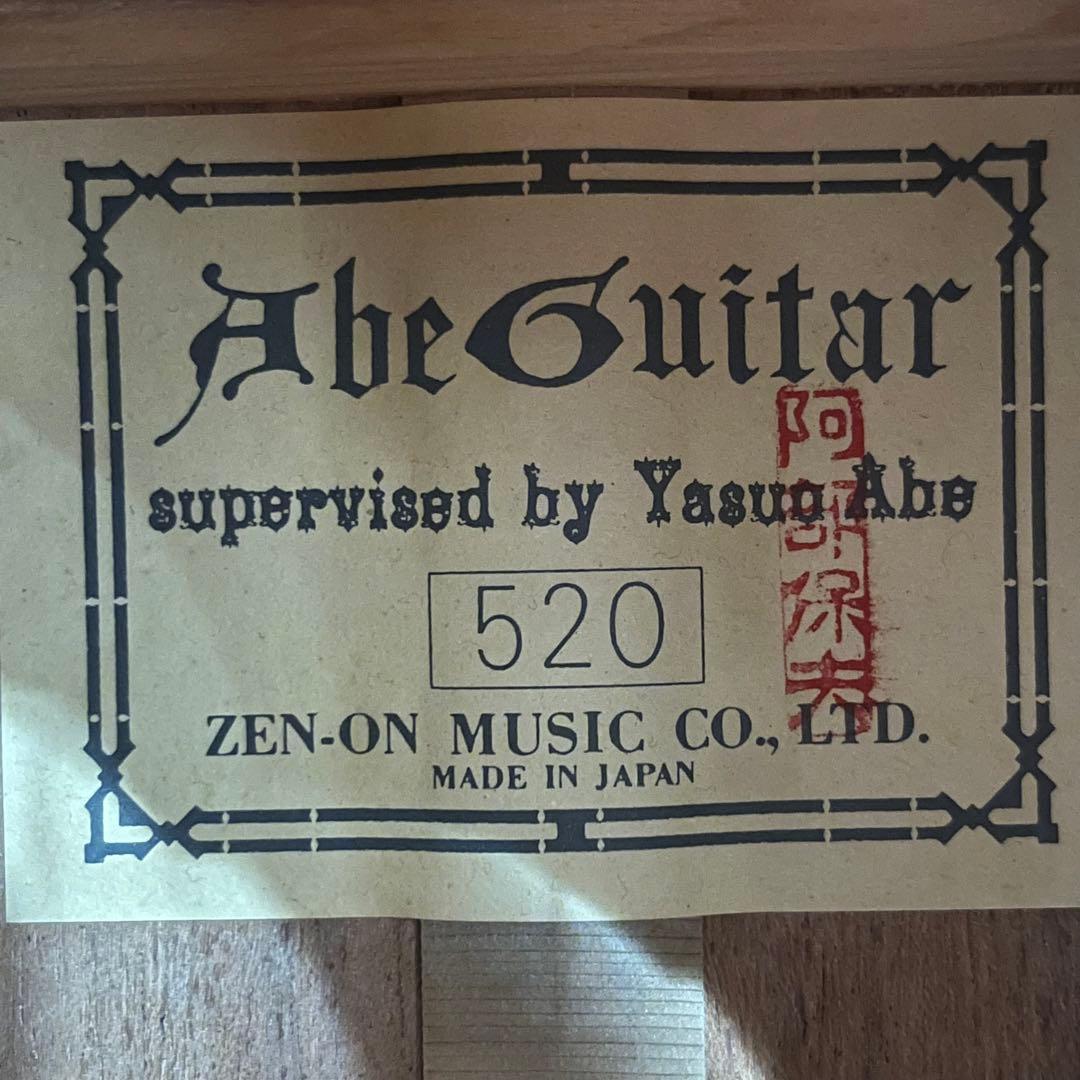 Abe Guitar
supervised by Yasuo Abe
520
ZEN-ON MUSIC CO., LTD.
MADE IN JAPAN
阿部保夫